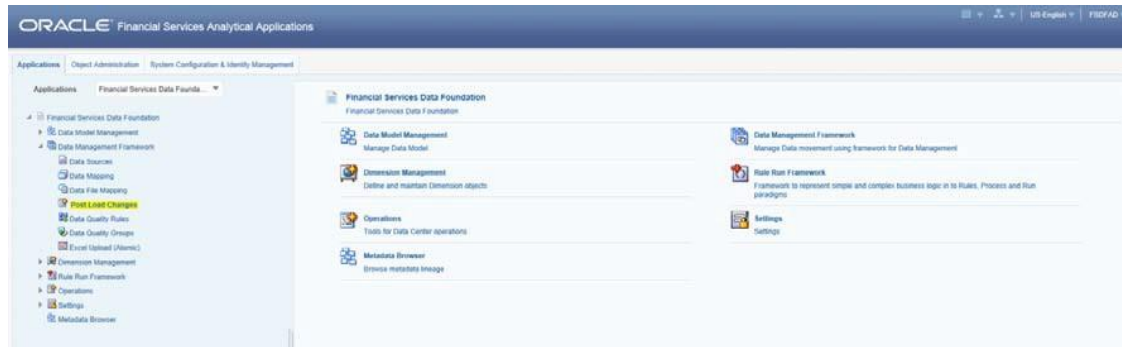 ORACLE Financial Services Analytical Applications
US-English
FSDFAD
Applications Object Administration System Configuration & Identity Management
Applications Financial Services Data Founda...
Financial Services Data Foundation
Data Model Management
Data Management Framework
Data Sources
Data Mapping
Data File Mapping
Post Load Changes
Data Quality Rules
Data Quality Groups
Excel Upload (Atomic)
Dimension Management
Rule Run Framework
Operations
Settings
Metadata Browser
Financial Services Data Foundation
Financial Services Data Foundation
Data Model Management
Manage Data Model
Data Management Framework
Manage Data movement using framework for Data Management
Dimension Management
Define and maintain Dimension objects
Rule Run Framework
Framework to represent simple and complex business logic in to Rules, Process and Run
paradigms
Operations
Tools for Data Center operations
Settings
Settings
Metadata Browser
Browse metadata lineage